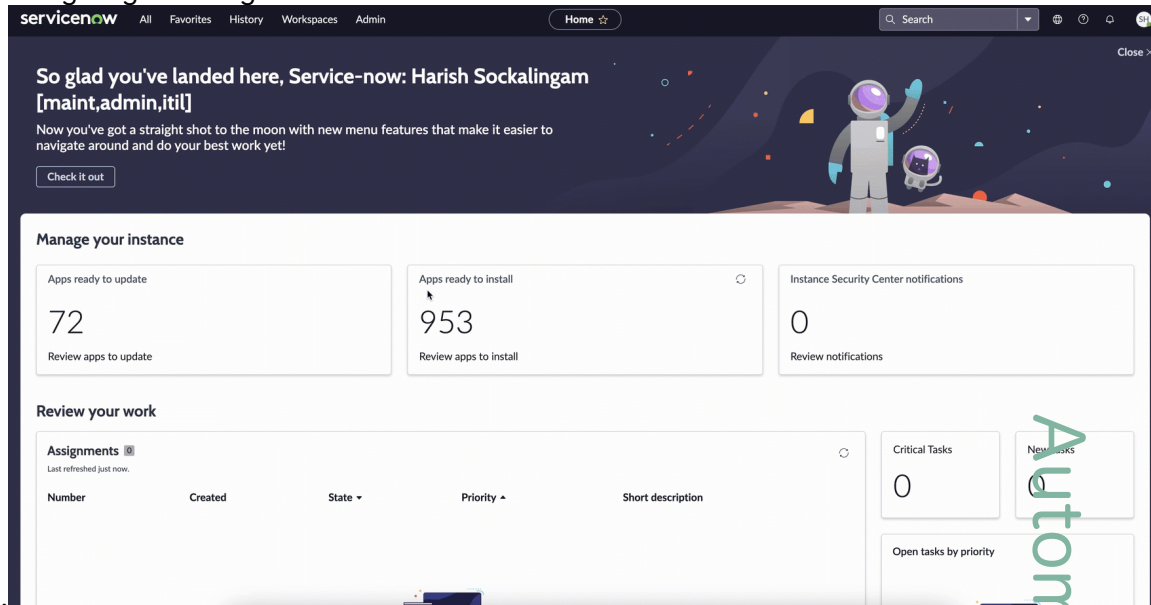 servicenow All Favorites History Workspaces Admin Home Search SH
Close
So glad you've landed here, Service-now: Harish Sockalingam
[maint,admin,itil]
Now you've got a straight shot to the moon with new menu features that make it easier to
navigate around and do your best work yet!
Check it out
Manage your instance
Apps ready to update
72
Review apps to update
Apps ready to install
953
Review apps to install
Instance Security Center notifications
0
Review notifications
Review your work
Assignments 0
Last refreshed just now.
Number Created State Priority Short description
Critical Tasks
0
New Tasks
0
Open tasks by priority
Autom